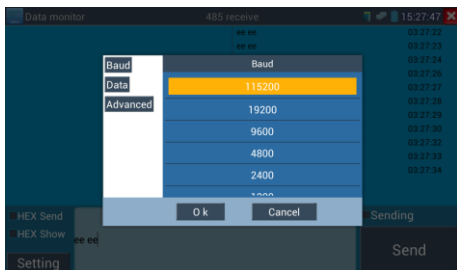 Data monitor
485 receive
15:27:47
ee ee 03:27:22
ee ee 03:27:23
03:27:24
03:27:26
03:27:27
03:27:28
03:27:29
03:27:30
03:27:32
03:27:33
03:27:34
Baud
Data
Advanced
Baud
115200
19200
9600
4800
2400
1200
Ok
Cancel
HEX Send
HEX Show
ee ee
Setting
Sending
Send